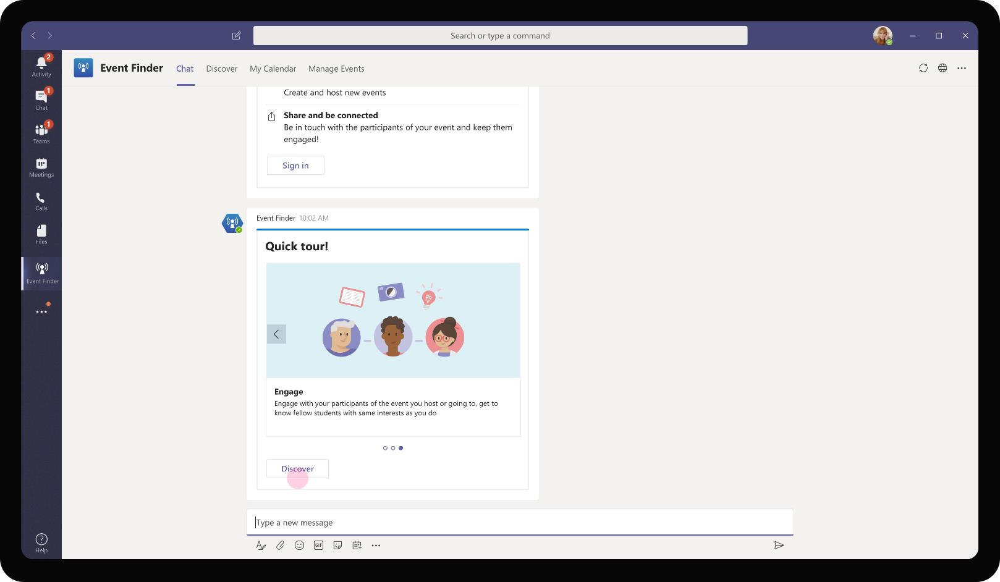 Search or type a command
2
Activity
1
Chat
1
Teams
Meetings
Calls
Files
Event Finder
Help
Event Finder
Chat
Discover
My Calendar
Manage Events
Create and host new events
Share and be connected
Be in touch with the participants of your event and keep them
engaged!
Sign in
Event Finder 10:02 AM
Quick tour!
Engage
Engage with your participants of the event you host or going to, get to
know fellow students with same interests as you do
Discover
Type a new message
GIF